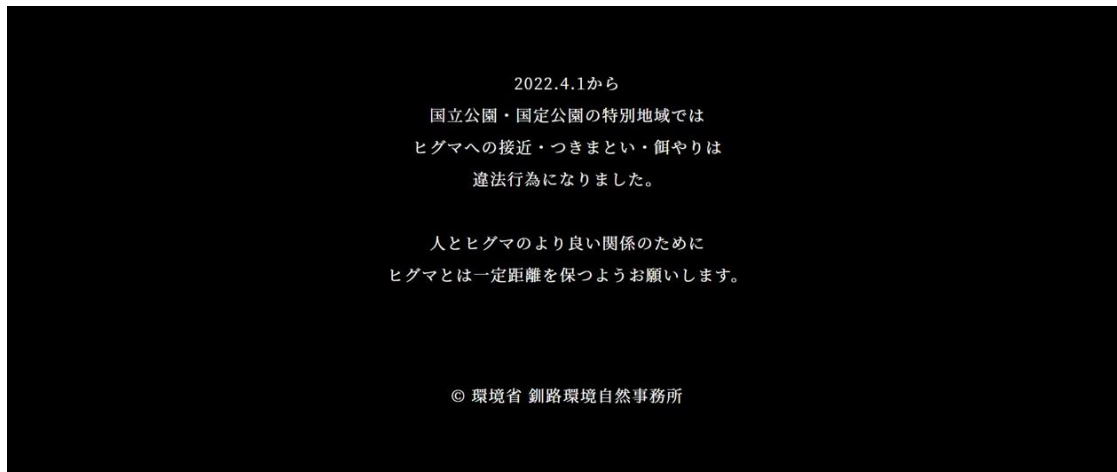 2022.4.1から
国立公園・国定公園の特別地域では
ヒグマへの接近・つきまとい・餌やりは
違法行為になりました。
人とヒグマのより良い関係のために
ヒグマとは一定距離を保つようお願いします。
© 環境省 釧路環境自然事務所